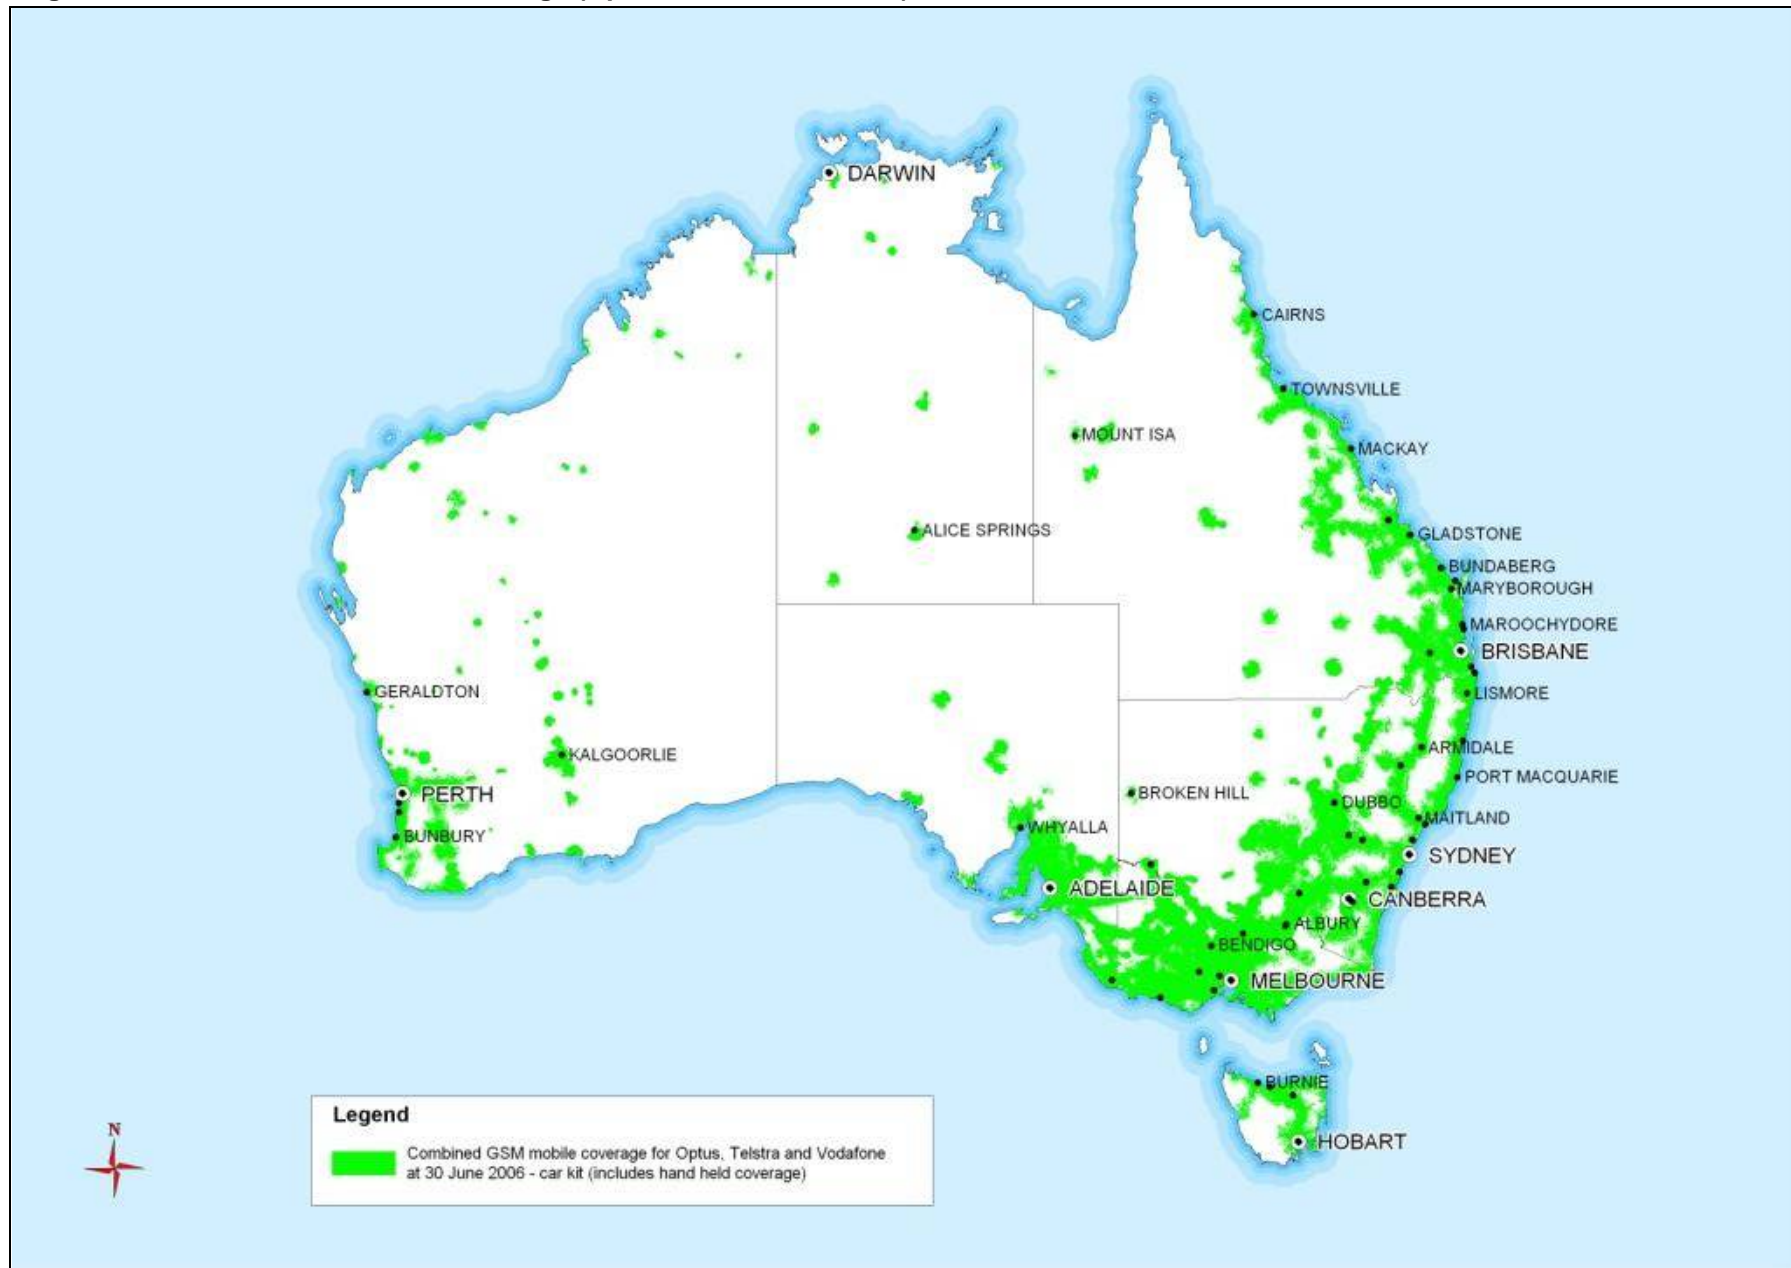 DARWIN
CAIRNS
TOWNSVILLE
MOUNT ISA
MACKAY
ALICE SPRINGS
GLADSTONE
BUNDABERG
MARYBOROUGH
MAROOCHYDORE
BRISBANE
GERALDTON
LISMORE
KALGOORLIE
ARMIDALE
PORT MACQUARIE
PERTH
BROKEN HILL
DUBBO
MAITLAND
BUNBURY
WHYALLA
SYDNEY
ADELAIDE
CANBERRA
ALBURY
BENDIGO
MELBOURNE
BURNIE
HOBART
Legend
Combined GSM mobile coverage for Optus, Telstra and Vodafone
at 30 June 2006 - car kit (includes hand held coverage)
N